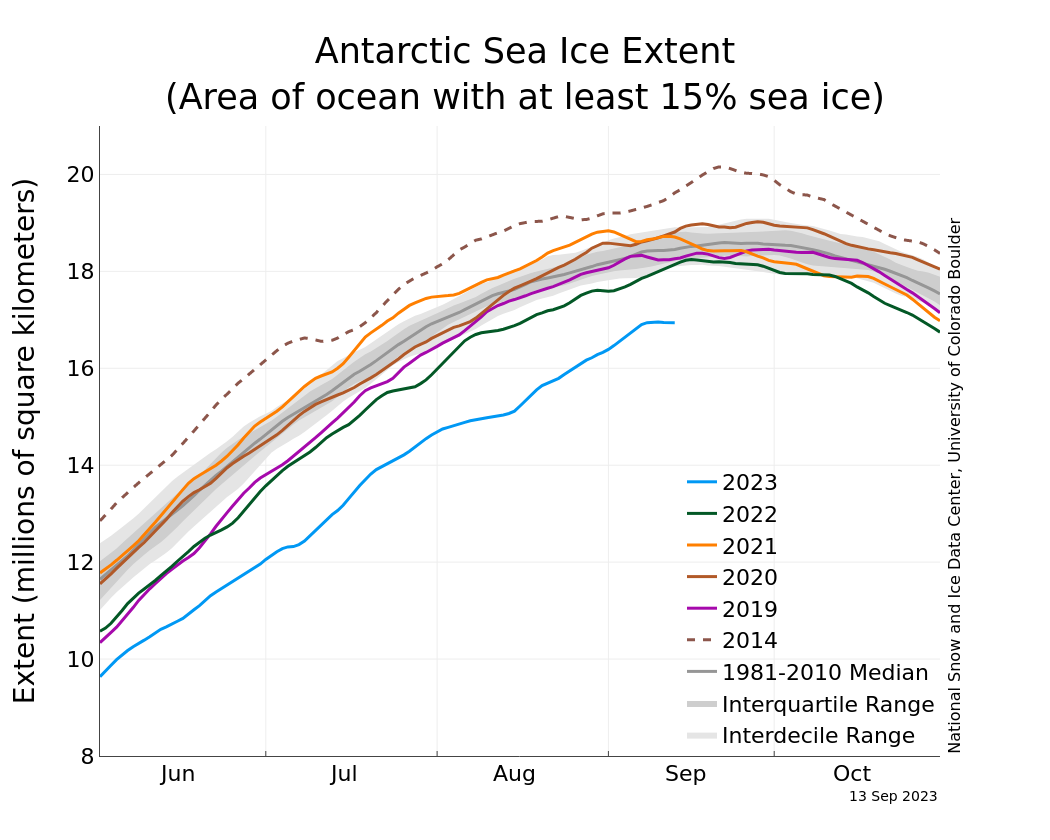 Antarctic Sea Ice Extent
(Area of ocean with at least 15% sea ice)
Extent (millions of square kilometers)
20
18
16
14
12
10
8
Jun
Jul
Aug
Sep
Oct
2023
2022
2021
2020
2019
2014
1981-2010 Median
Interquartile Range
Interdecile Range
National Snow and Ice Data Center, University of Colorado Boulder
13 Sep 2023